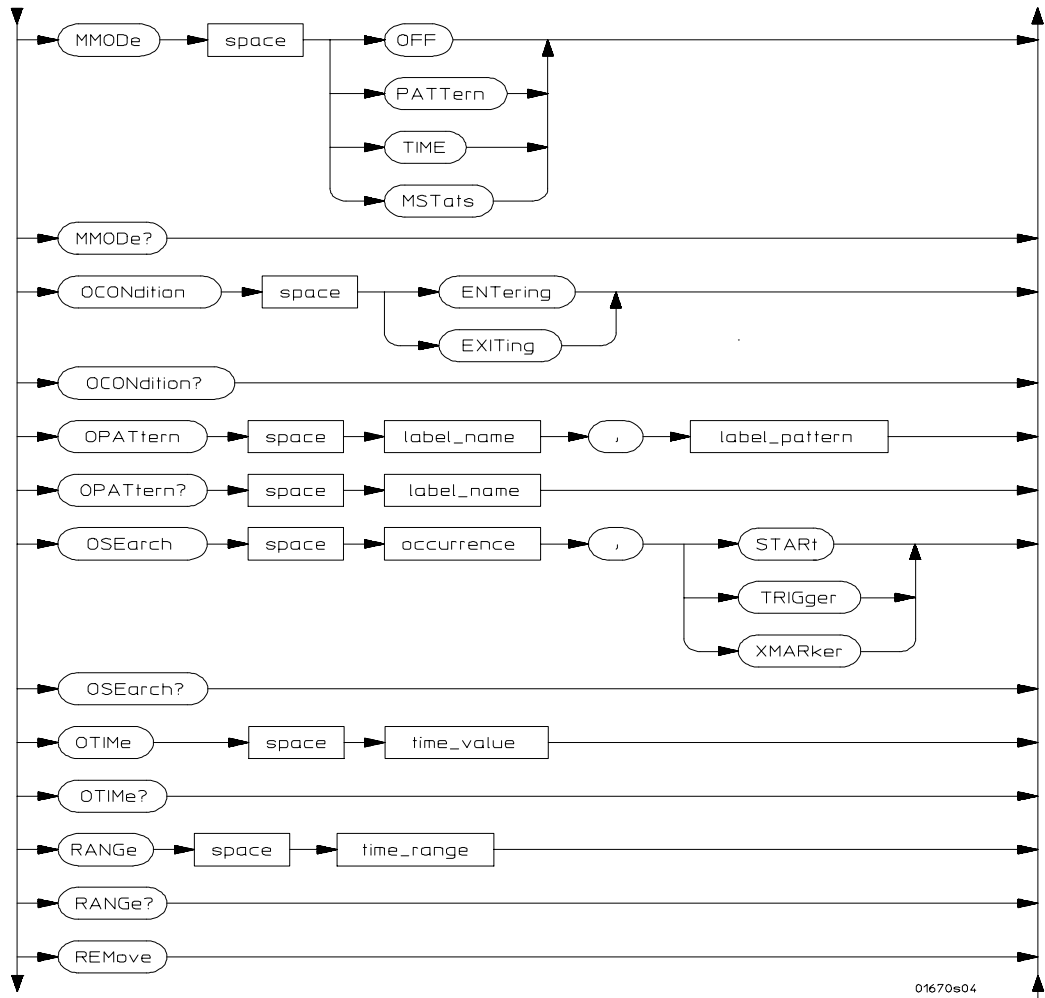 MMODe space OFF
PATTern
TIME
MSTats
MMODe?
OCONdition space ENTering
EXITing
OCONdition?
OPATtern space label_name , label_pattern
OPATtern? space label_name
OSEarch space occurrence , STARt
TRIGger
XMARker
OSEarch?
OTIMe space time_value
OTIMe?
RANGe space time_range
RANGe?
REMove
01670s04